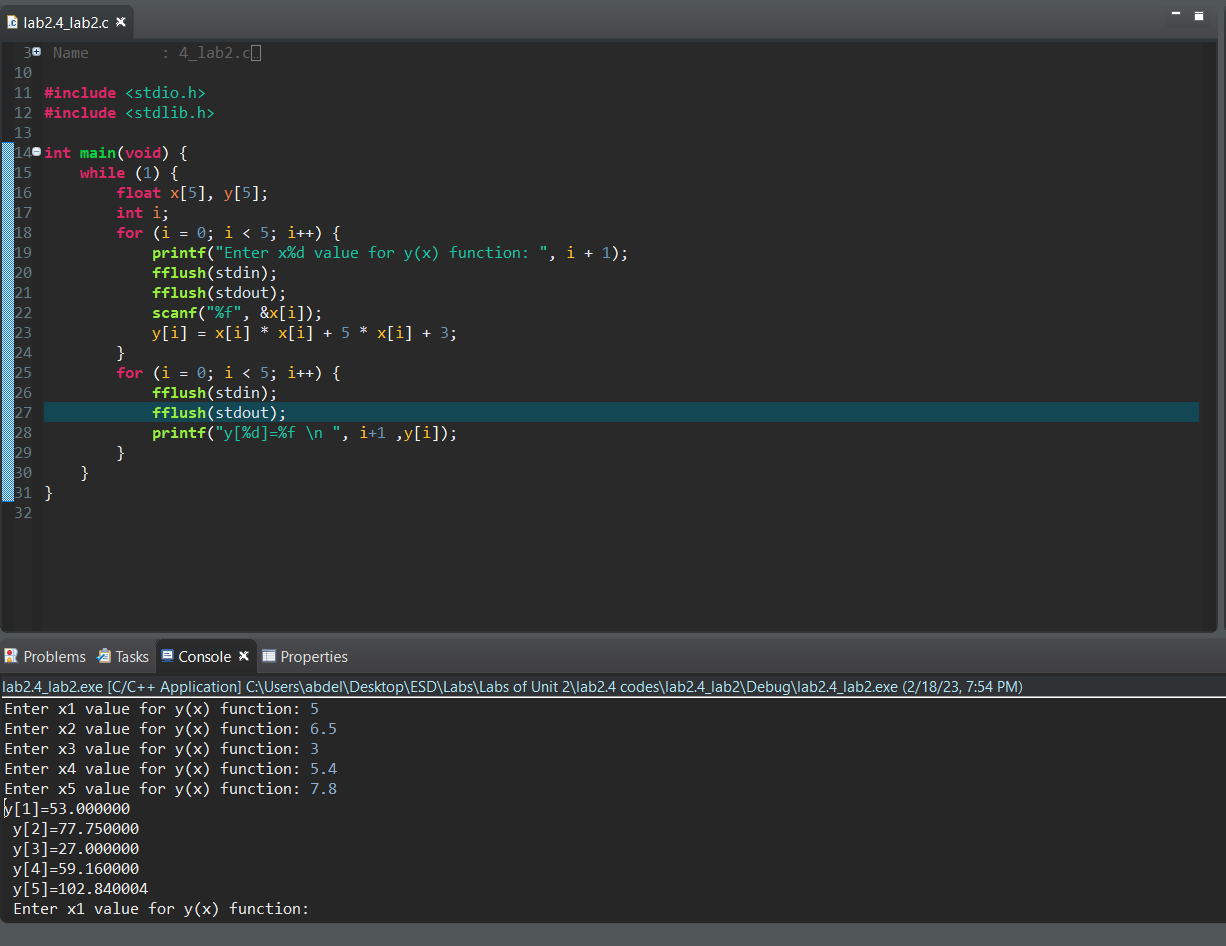 lab2.4_lab2.c
3 Name : 4_lab2.c
10
11 #include <stdio.h>
12 #include <stdlib.h>
13
14 int main(void) {
15     while (1) {
16         float x[5], y[5];
17         int i;
18         for (i = 0; i < 5; i++) {
19             printf("Enter x%d value for y(x) function: ", i + 1);
20             fflush(stdin);
21             fflush(stdout);
22             scanf("%f", &x[i]);
23             y[i] = x[i] * x[i] + 5 * x[i] + 3;
24         }
25         for (i = 0; i < 5; i++) {
26             fflush(stdin);
27             fflush(stdout);
28             printf("y[%d]=%f \n ", i+1 ,y[i]);
29         }
30     }
31 }
32
Problems Tasks Console Properties
lab2.4_lab2.exe [C/C++ Application] C:\Users\abdel\Desktop\ESD\Labs\Labs of Unit 2\lab2.4 codes\lab2.4_lab2\Debug\lab2.4_lab2.exe (2/18/23, 7:54 PM)
Enter x1 value for y(x) function: 5
Enter x2 value for y(x) function: 6.5
Enter x3 value for y(x) function: 3
Enter x4 value for y(x) function: 5.4
Enter x5 value for y(x) function: 7.8
y[1]=53.000000
 y[2]=77.750000
 y[3]=27.000000
 y[4]=59.160000
 y[5]=102.840004
 Enter x1 value for y(x) function: